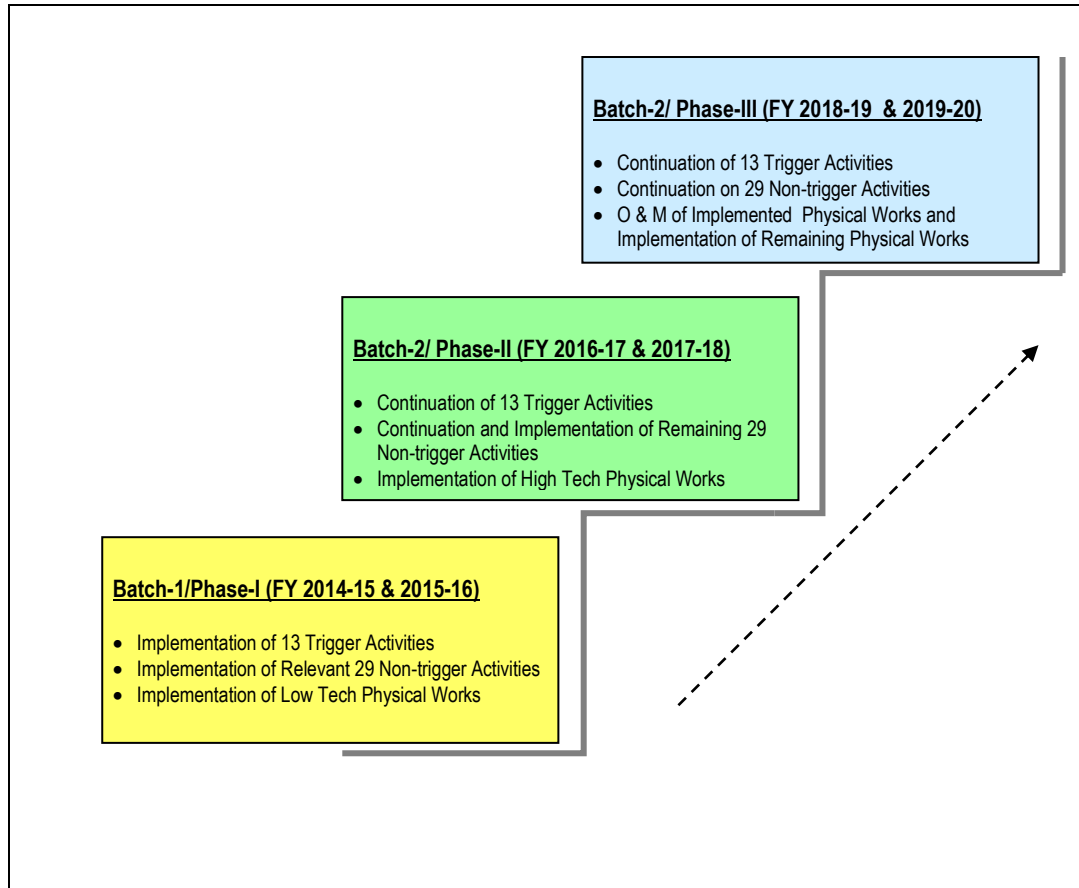 Batch-2/ Phase-III (FY 2018-19 & 2019-20)
• Continuation of 13 Trigger Activities
• Continuation on 29 Non-trigger Activities
• O & M of Implemented Physical Works and
Implementation of Remaining Physical Works
Batch-2/ Phase-II (FY 2016-17 & 2017-18)
• Continuation of 13 Trigger Activities
• Continuation and Implementation of Remaining 29
Non-trigger Activities
• Implementation of High Tech Physical Works
Batch-1/Phase-I (FY 2014-15 & 2015-16)
• Implementation of 13 Trigger Activities
• Implementation of Relevant 29 Non-trigger Activities
• Implementation of Low Tech Physical Works